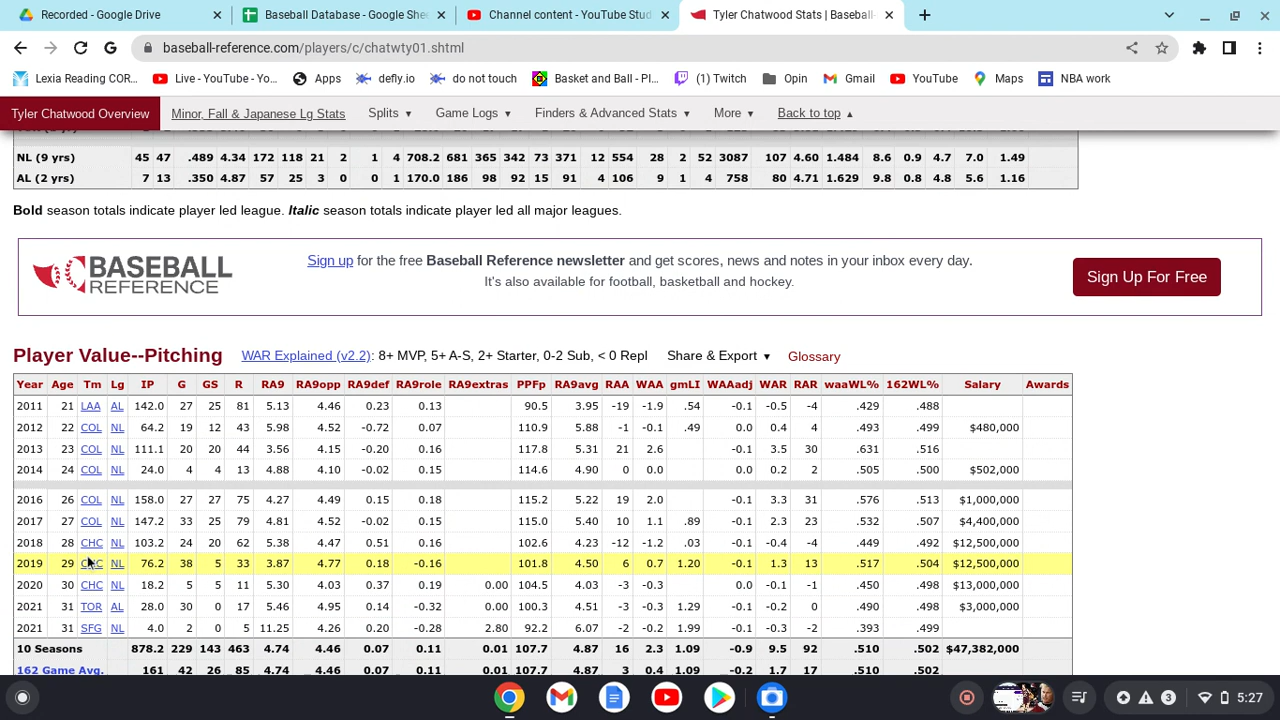 Recorded - Google Drive
Baseball Database - Google She
Channel content - YouTube Stud
Tyler Chatwood Stats | Baseball-
baseball-reference.com/players/c/chatwty01.shtml
Lexia Reading COR... Live - YouTube - Yo... Apps defly.io do not touch Basket and Ball - Pl... (1) Twitch Opin Gmail YouTube Maps NBA work
Tyler Chatwood Overview Minor, Fall & Japanese Lg Stats Splits ▼ Game Logs ▼ Finders & Advanced Stats ▼ More ▼ Back to top ▲
NL (9 yrs) 45 47 .489 4.34 172 118 21 2 1 4 708.2 681 365 342 73 371 12 554 28 2 52 3087 107 4.60 1.484 8.6 0.9 4.7 7.0 1.49
AL (2 yrs) 7 13 .350 4.87 57 25 3 0 0 1 170.0 186 98 92 15 91 4 106 9 1 4 758 80 4.71 1.629 9.8 0.8 4.8 5.6 1.16
Bold season totals indicate player led league. Italic season totals indicate player led all major leagues.
BASEBALL
REFERENCE
Sign up for the free Baseball Reference newsletter and get scores, news and notes in your inbox every day.
It's also available for football, basketball and hockey.
Sign Up For Free
Player Value--Pitching WAR Explained (v2.2): 8+ MVP, 5+ A-S, 2+ Starter, 0-2 Sub, < 0 Repl Share & Export ▼ Glossary
Year Age Tm Lg IP G GS R RA9 RA9opp RA9def RA9role RA9extras PPFp RA9avg RAA WAA gmLI WAAadj WAR RAR waaWL% 162WL% Salary Awards
2011 21 LAA AL 142.0 27 25 81 5.13 4.46 0.23 0.13 90.5 3.95 -19 -1.9 .54 -0.1 -0.5 -4 .429 .488
2012 22 COL NL 64.2 19 12 43 5.98 4.52 -0.72 0.07 110.9 5.88 -1 -0.1 .49 0.0 0.4 4 .493 .499 $480,000
2013 23 COL NL 111.1 20 20 44 3.56 4.15 -0.20 0.16 117.8 5.31 21 2.6 -0.1 3.5 30 .631 .516
2014 24 COL NL 24.0 4 4 13 4.88 4.10 -0.02 0.15 114.6 4.90 0 0.0 -0.1 0.2 2 .505 .500 $502,000
2016 26 COL NL 158.0 27 27 75 4.27 4.49 0.15 0.18 115.2 5.22 19 2.0 -0.1 3.3 31 .576 .513 $1,000,000
2017 27 COL NL 147.2 33 25 79 4.81 4.52 -0.02 0.15 115.0 5.40 10 1.1 .89 -0.1 2.4 23 .532 .507 $4,400,000
2018 28 CHC NL 103.2 24 20 62 5.38 4.47 0.51 0.16 102.6 4.23 -12 -1.2 .03 -0.1 -0.4 -4 .449 .492 $12,500,000
2019 29 CHC NL 76.2 38 5 33 3.87 4.77 0.18 -0.16 101.8 4.50 6 0.7 1.20 -0.1 1.3 13 .517 .504 $12,500,000
2020 30 CHC NL 18.2 5 5 11 5.30 4.03 0.37 0.19 0.00 104.5 4.03 -3 -0.3 0.0 -0.1 -1 .450 .498 $13,000,000
2021 31 TOR AL 28.0 30 0 17 5.46 4.95 0.14 -0.32 0.00 100.3 4.51 -3 -0.3 1.29 -0.1 -0.2 0 .490 .498 $3,000,000
2021 31 SFG NL 4.0 2 0 5 11.25 4.26 0.20 -0.28 2.80 92.2 6.07 -2 -0.2 1.99 -0.1 -0.3 -2 .393 .499
10 Seasons 878.2 229 143 463 4.74 4.46 0.07 0.11 0.01 107.7 4.87 16 2.3 1.09 -0.9 9.5 92 .510 .502 $47,382,000
162 Game Avg. 161 42 26 85 4.74 4.46 0.07 0.11 0.01 107.7 4.87 3 0.4 1.09 -0.2 1.7 17 .510 .502
3 5:27